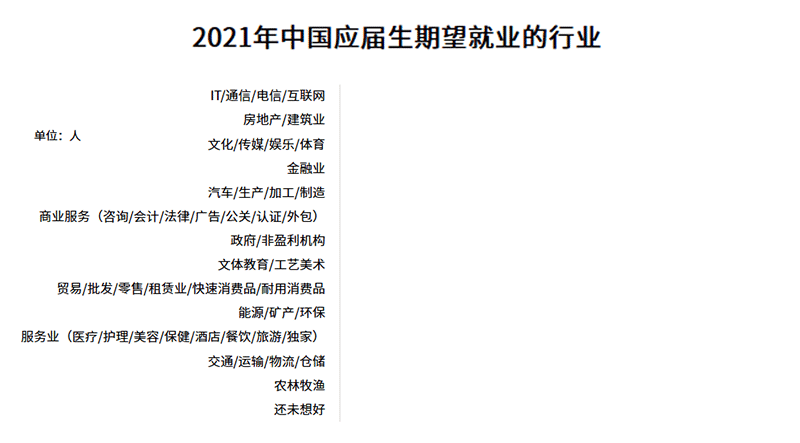 2021年中国应届生期望就业的行业
IT/通信/电信/互联网
房地产/建筑业
单位：人
文化/传媒/娱乐/体育
金融业
汽车/生产/加工/制造
商业服务（咨询/会计/法律/广告/公关/认证/外包）
政府/非盈利机构
文体教育/工艺美术
贸易/批发/零售/租赁业/快速消费品/耐用消费品
能源/矿产/环保
服务业（医疗/护理/美容/保健/酒店/餐饮/旅游/独家）
交通/运输/物流/仓储
农林牧渔
还未想好